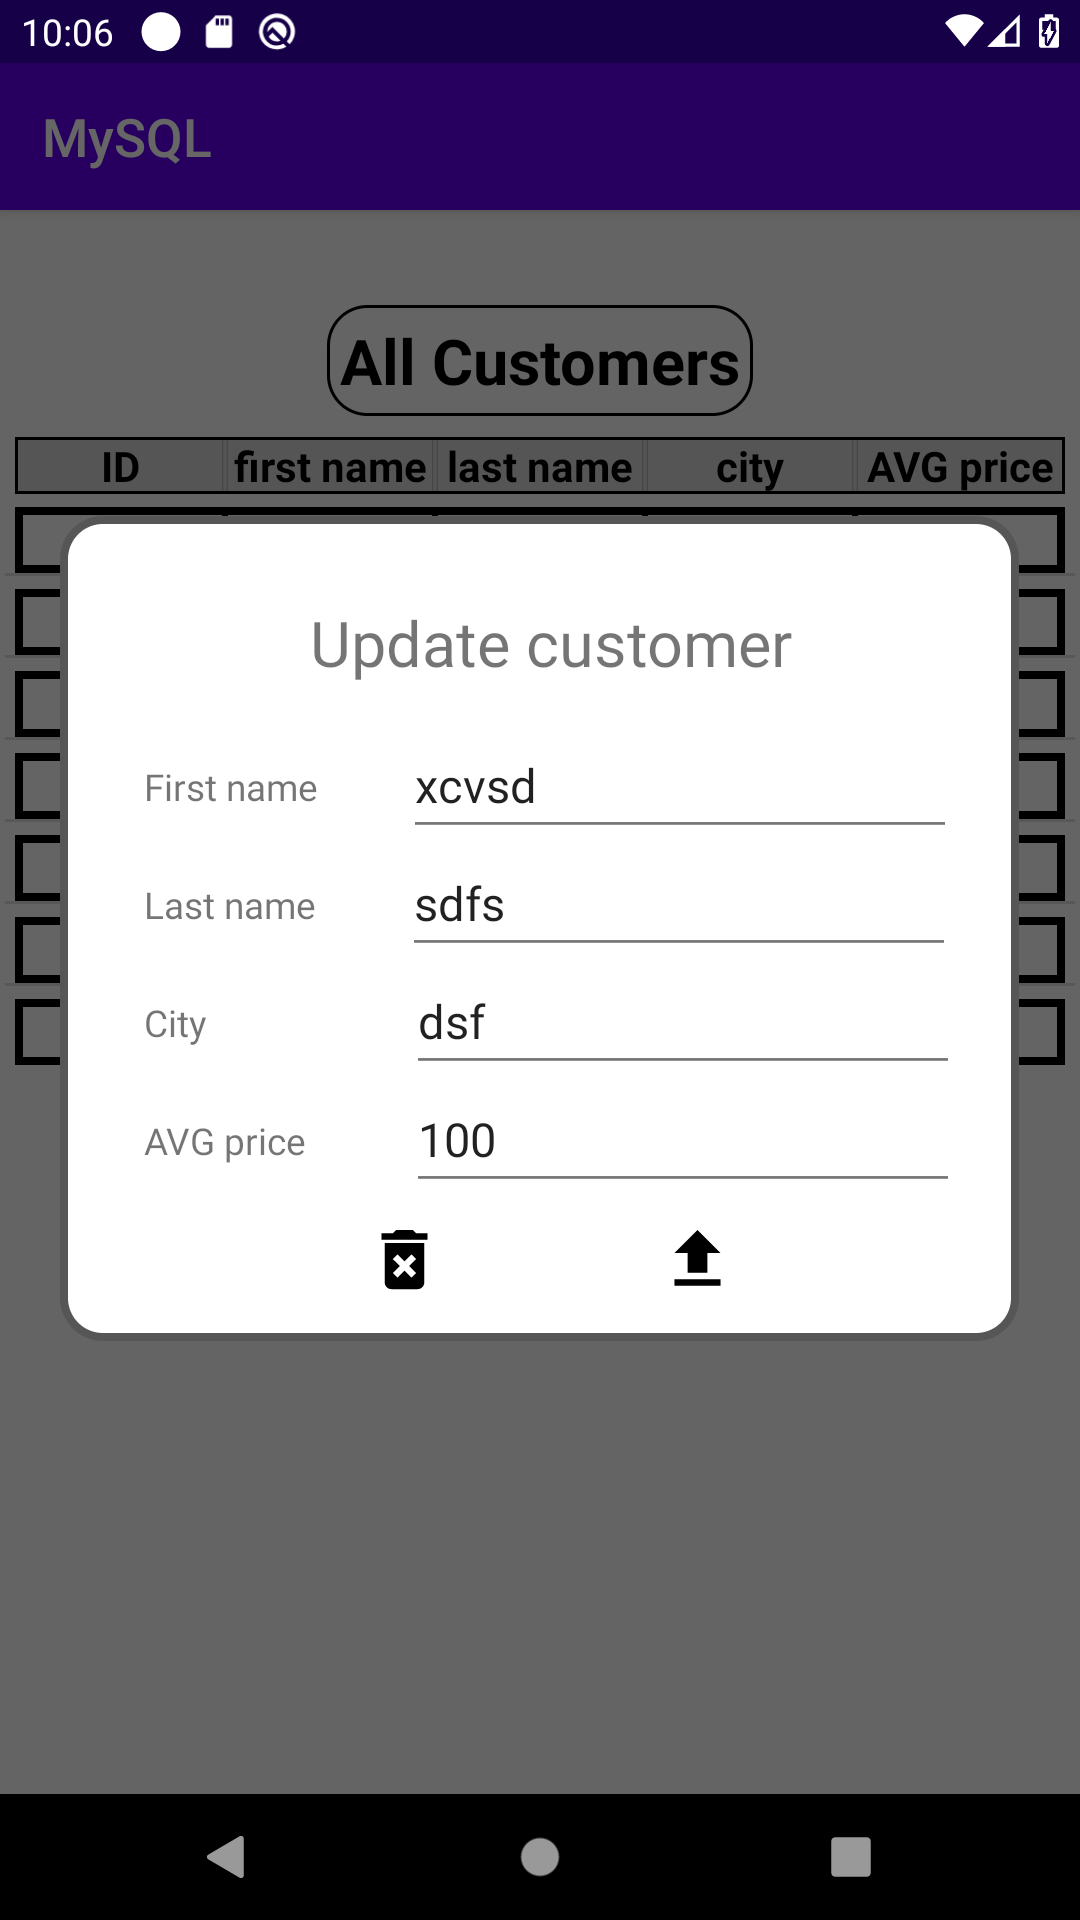 10:06
MySQL
All Customers
ID first name last name city AVG price
Update customer
First name xcvsd
Last name sdfs
City dsf
AVG price 100